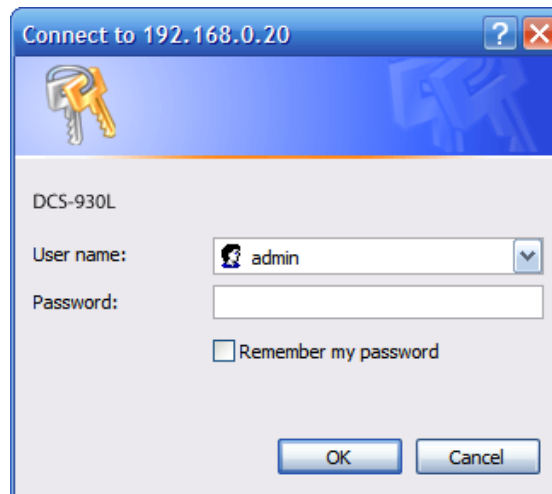 Connect to 192.168.0.20
DCS-930L
User name:
admin
Password:
Remember my password
OK
Cancel